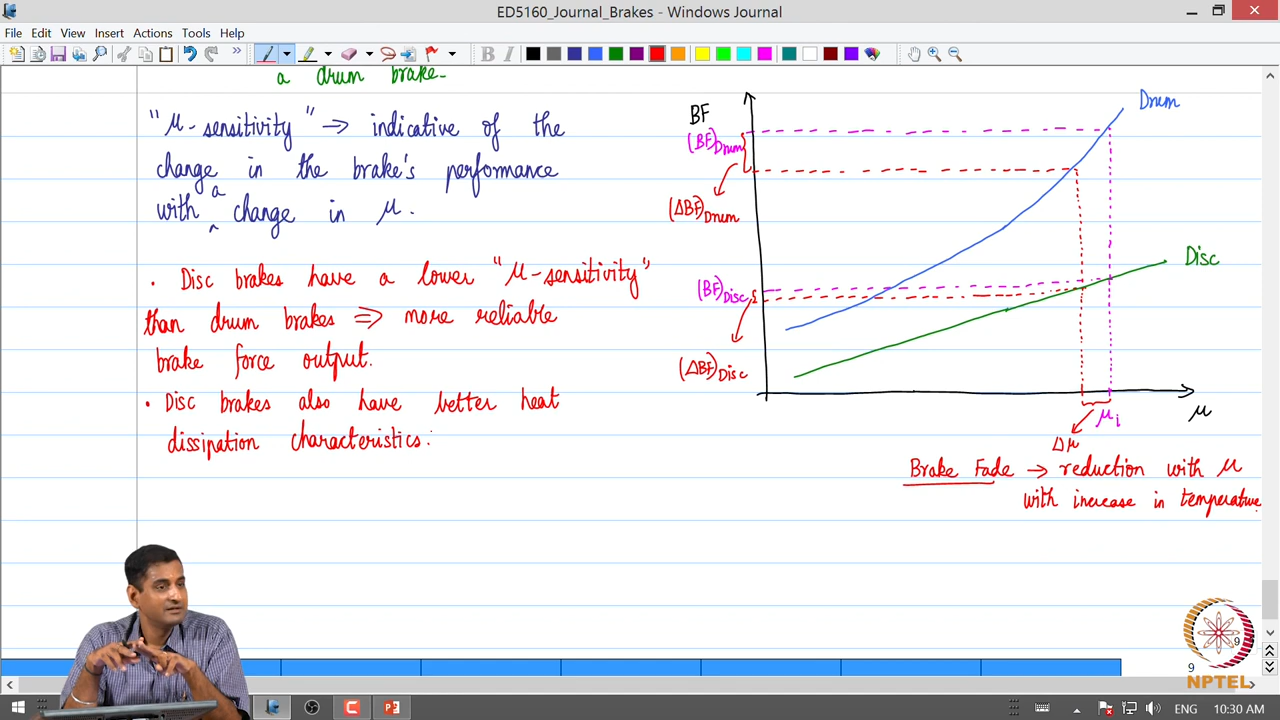 ED5160_Journal_Brakes - Windows Journal
File Edit View Insert Actions Tools Help
a drum brake.
"μ-sensitivity" → indicative of the
change in the brake's performance
with ^a change in μ.
• Disc brakes have a lower "μ-sensitivity"
than drum brakes ⇒ more reliable
brake force output.
• Disc brakes also have better heat
dissipation characteristics.
BF
Drum
(BF)Drum
(ΔBF)Drum
Disc
(BF)Disc
(ΔBF)Disc
μi
μ
Δμ
Brake Fade → reduction with μ
with increase in temperature.
9
9
NPTEL
ENG 10:30 AM